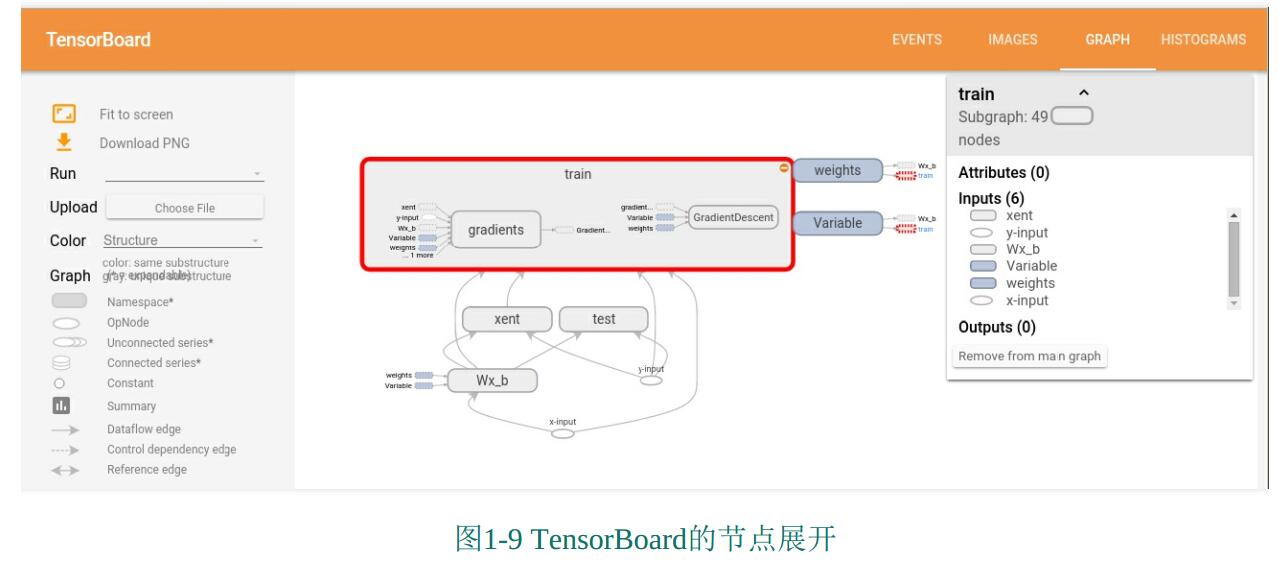 TensorBoard
EVENTS
IMAGES
GRAPH
HISTOGRAMS
Fit to screen
Download PNG
Run
Upload
Choose File
Color
Structure
color: same substructure
Graph
Namespace*
OpNode
Unconnected series*
Connected series*
Constant
Summary
Dataflow edge
Control dependency edge
Reference edge
train
xent
y-input
Wx_b
Variable
weights
... 1 more
gradients
Gradient...
gradient...
Variable
weights
GradientDescent
weights
Wx_b
train
Variable
Wx_b
train
xent
test
weights
Variable
Wx_b
y-input
x-input
train
Subgraph: 49
nodes
Attributes (0)
Inputs (6)
xent
y-input
Wx_b
Variable
weights
x-input
Outputs (0)
Remove from main graph
图1-9 TensorBoard的节点展开